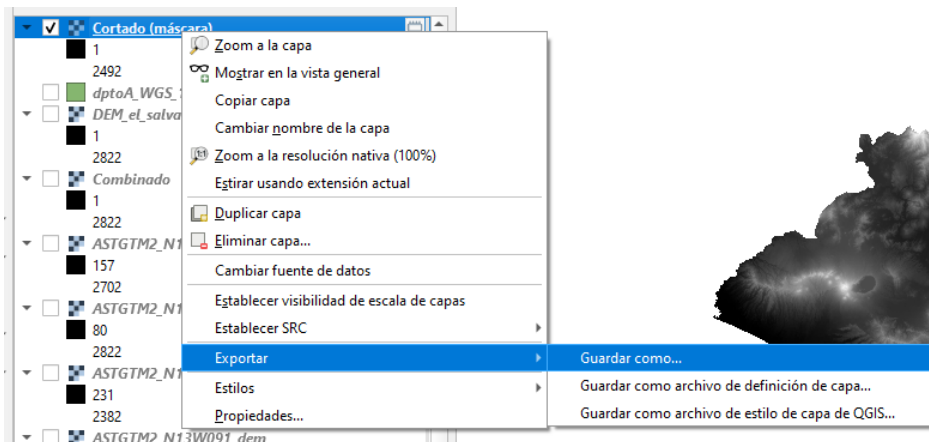 Cortado (máscara)
1
2492
dptoA_WGS_
DEM_el_salva
1
2822
Combinado
1
2822
ASTGTM2_N1
157
2702
ASTGTM2_N1
80
2822
ASTGTM2_N1
231
2382
ASTGTM2_N13W091_dem
Zoom a la capa
Mostrar en la vista general
Copiar capa
Cambiar nombre de la capa
Zoom a la resolución nativa (100%)
Estirar usando extensión actual
Duplicar capa
Eliminar capa...
Cambiar fuente de datos
Establecer visibilidad de escala de capas
Establecer SRC
Exportar
Estilos
Propiedades...
Guardar como...
Guardar como archivo de definición de capa...
Guardar como archivo de estilo de capa de QGIS...